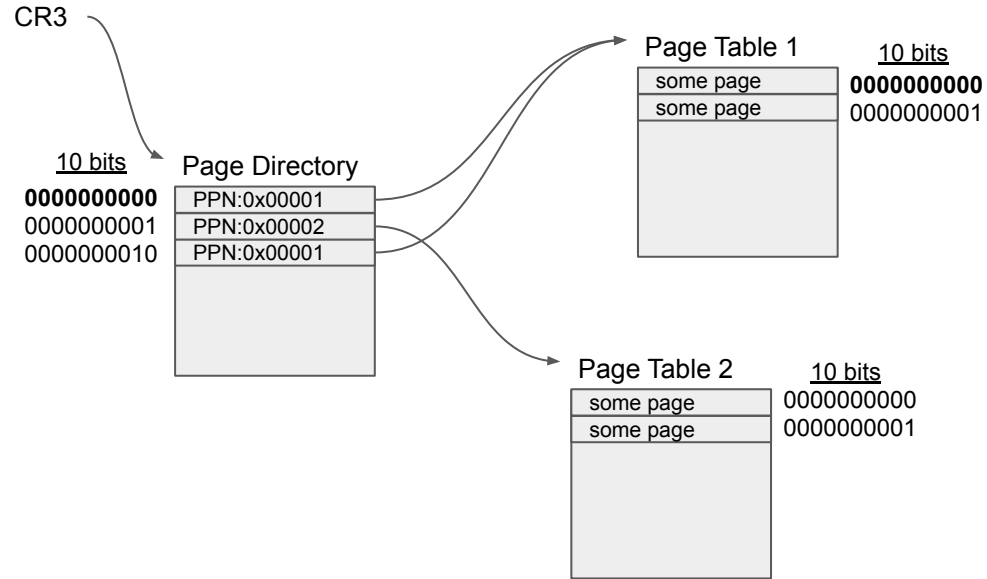 CR3
Page Table 1
10 bits
some page
0000000000
some page
0000000001
10 bits
Page Directory
0000000000
PPN:0x00001
0000000001
PPN:0x00002
0000000010
PPN:0x00001
Page Table 2
10 bits
some page
0000000000
some page
0000000001